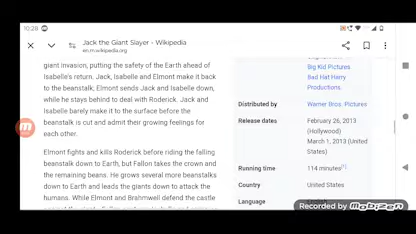 10:28
Jack the Giant Slayer - Wikipedia
en.m.wikipedia.org
giant invasion, putting the safety of the Earth ahead of
Isabelle's return. Jack, Isabelle and Elmont make it back
to the beanstalk; Elmont sends Jack and Isabelle down,
while he stays behind to deal with Roderick. Jack and
Isabelle barely make it to the surface before the
beanstalk is cut and admit their growing feelings for
each other.
Elmont fights and kills Roderick before riding the falling
beanstalk down to Earth, but Fallon takes the crown and
the remaining beans. He grows several more beanstalks
down to Earth and leads the giants down to attack the
humans. While Elmont and Brahmwell defend the castle
Big Kid Pictures
Bad Hat Harry
Productions
Distributed by Warner Bros. Pictures
Release dates February 26, 2013
(Hollywood)
March 1, 2013 (United
States)
Running time 114 minutes[1]
Country United States
Language
Recorded by
mobizen